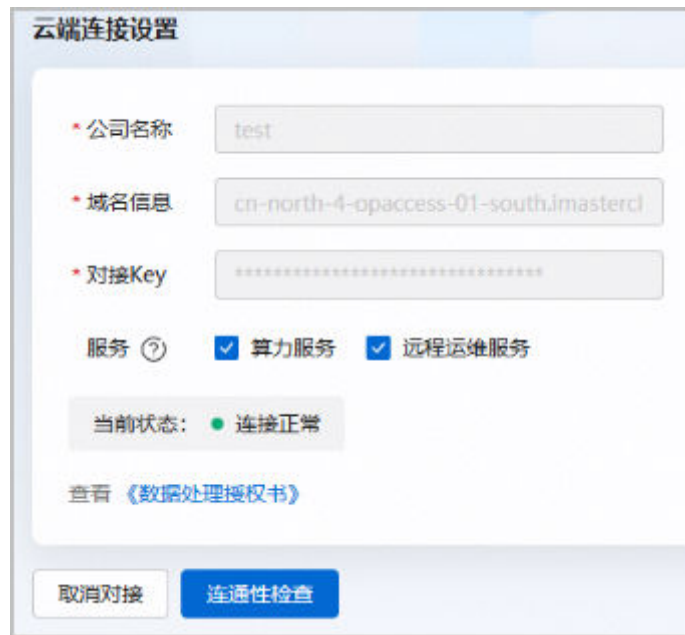 云端连接设置
* 公司名称 test
* 域名信息 cn-north-4-opaccess-01-south.imastercl
* 对接Key ********************************
服务 ? 算力服务 远程运维服务
当前状态: 连接正常
查看 《数据处理授权书》
取消对接 连通性检查